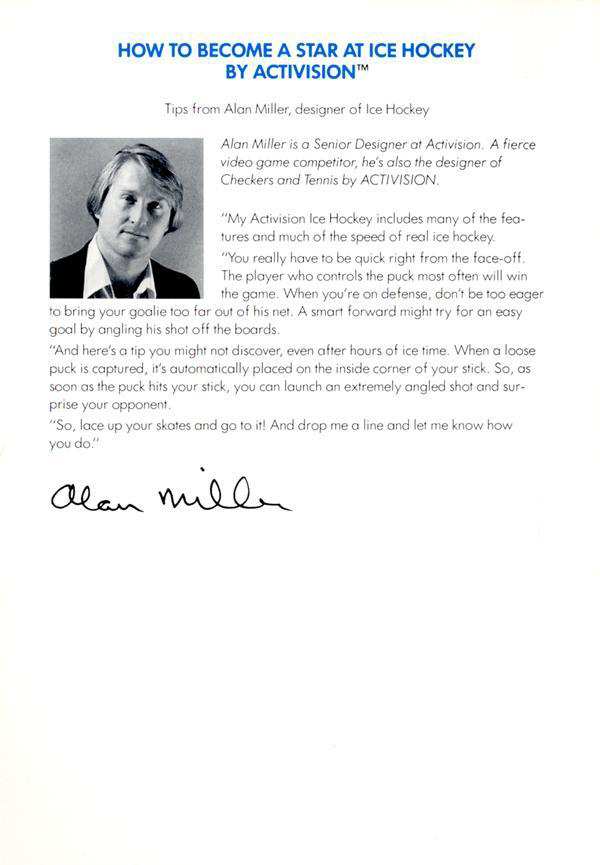 HOW TO BECOME A STAR AT ICE HOCKEY
BY ACTIVISION™
Tips from Alan Miller, designer of Ice Hockey
Alan Miller is a Senior Designer at Activision. A fierce
video game competitor, he's also the designer of
Checkers and Tennis by ACTIVISION.
"My Activision Ice Hockey includes many of the fea-
tures and much of the speed of real ice hockey.
"You really have to be quick right from the face-off.
The player who controls the puck most often will win
the game. When you're on defense, don't be too eager
to bring your goalie too far out of his net. A smart forward might try for an easy
goal by angling his shot off the boards.
"And here's a tip you might not discover, even after hours of ice time. When a loose
puck is captured, it's automatically placed on the inside corner of your stick. So, as
soon as the puck hits your stick, you can launch an extremely angled shot and sur-
prise your opponent.
"So, lace up your skates and go to it! And drop me a line and let me know how
you do."
Alan Miller